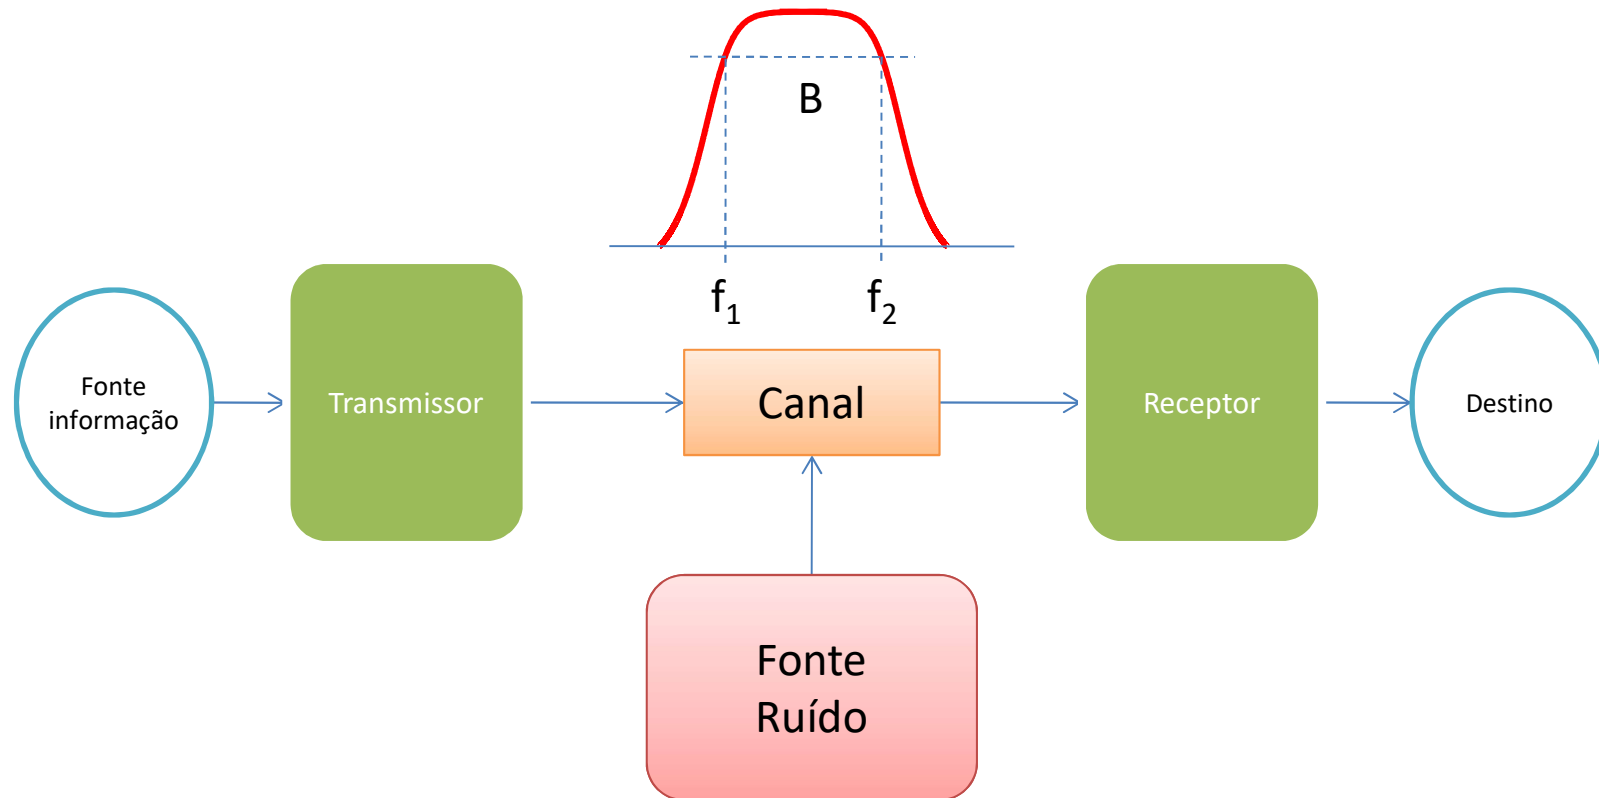 B
f₁
f₂
Fonte
informação
Transmissor
Canal
Receptor
Destino
Fonte
Ruído